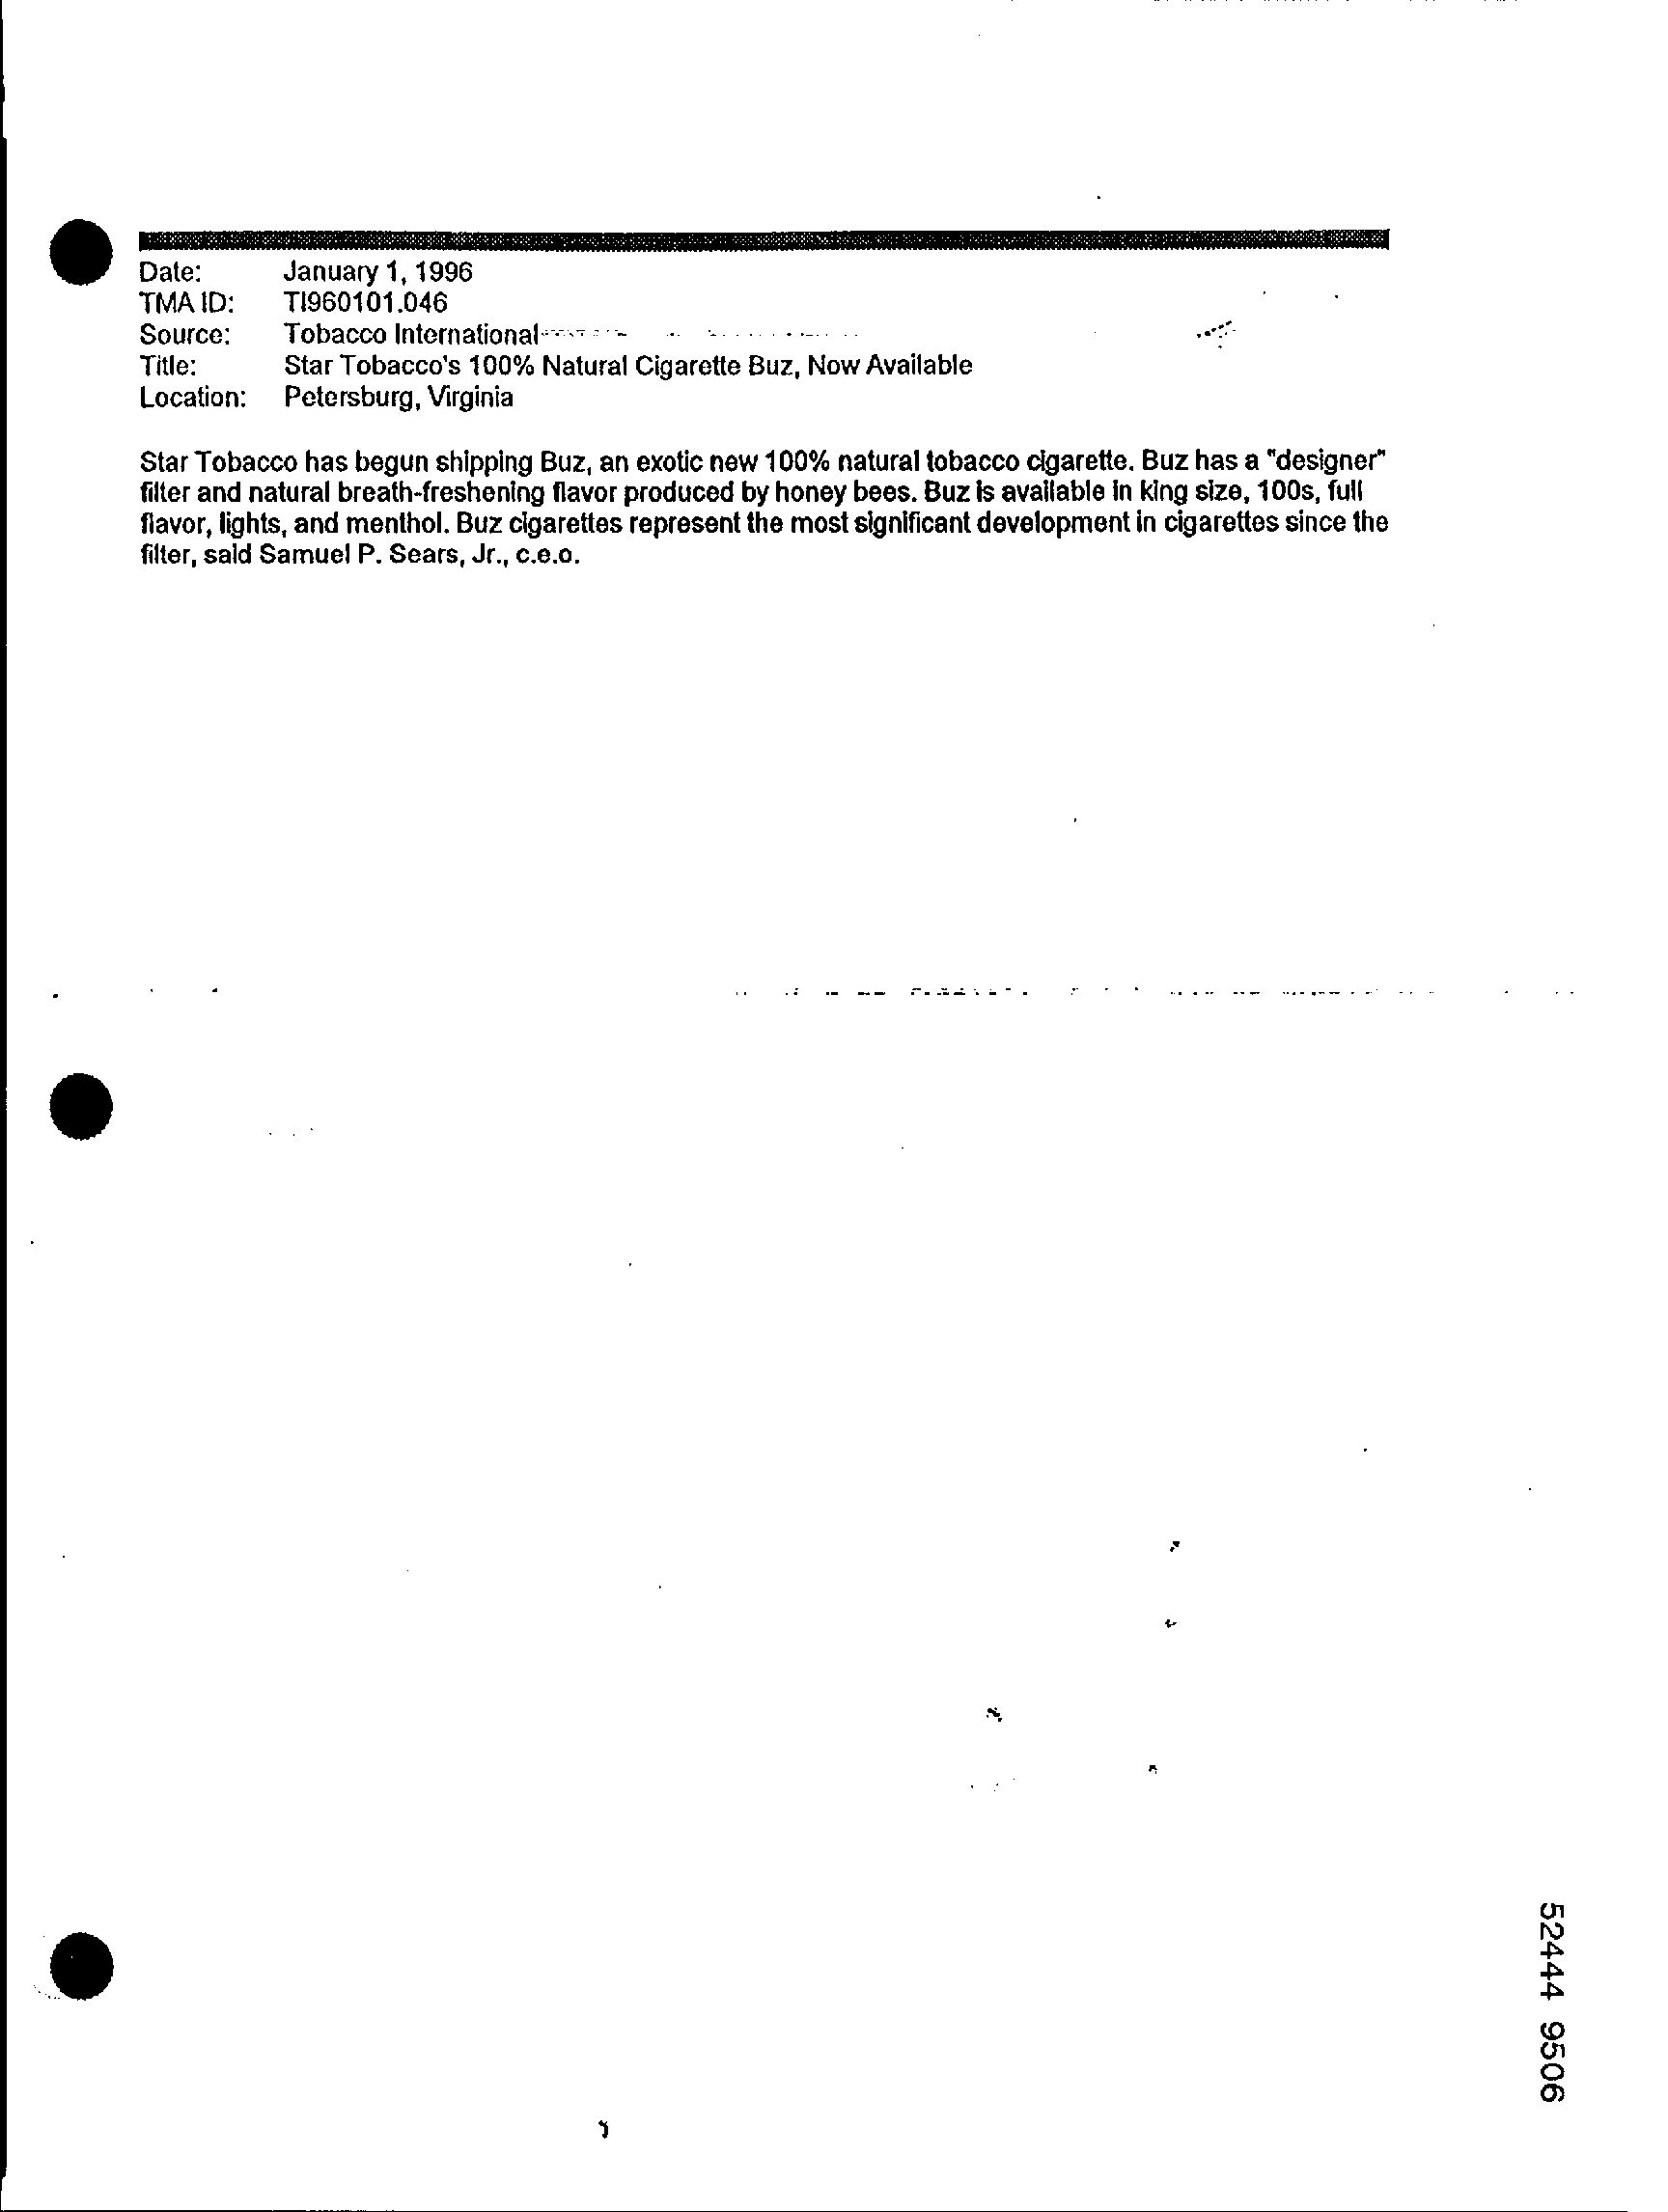 Date: January 1, 1996
TMA ID: TI960101.046
Source: Tobacco International
Title: Star Tobacco's 100% Natural Cigarette Buz, Now Available
Location: Petersburg, Virginia
Star Tobacco has begun shipping Buz, an exotic new 100% natural tobacco cigarette. Buz has a "designer"
filter and natural breath-freshening flavor produced by honey bees. Buz is available in king size, 100s, full
flavor, lights, and menthol. Buz cigarettes represent the most significant development in cigarettes since the
filter, said Samuel P. Sears, Jr., c.e.o.
52444 9506